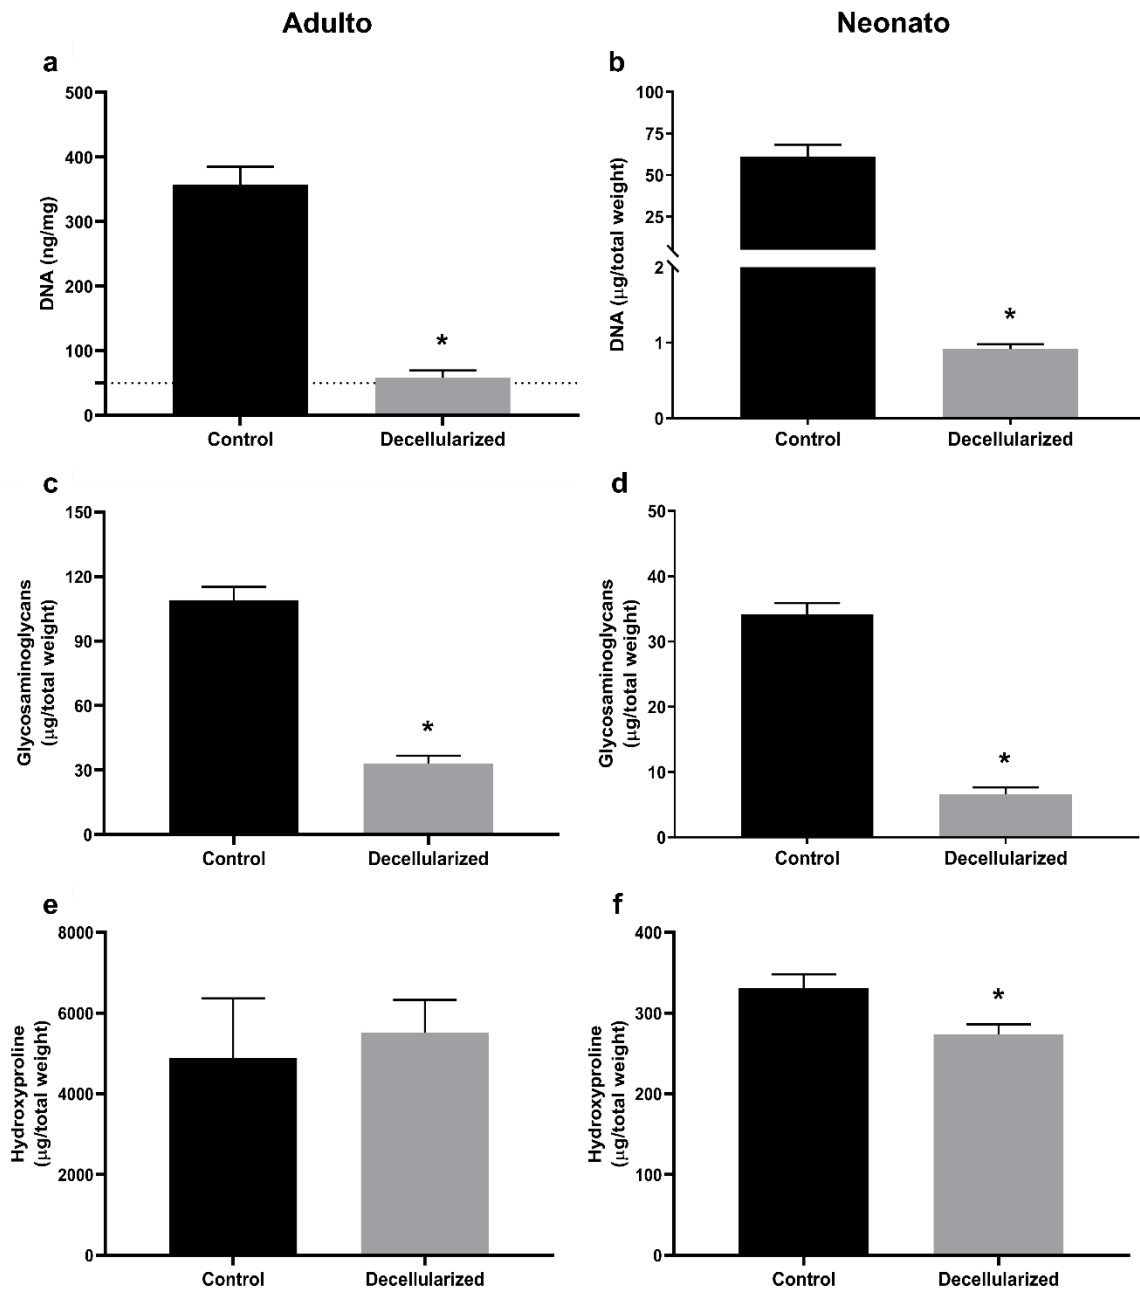 Adulto
Neonato
a
500
400
300
200
100
0
DNA (ng/mg)
*
Control
Decellularized
b
100
75
50
25
2
1
0
DNA (μg/total weight)
*
Control
Decellularized
c
150
120
90
60
30
0
Glycosaminoglycans
(μg/total weight)
*
Control
Decellularized
d
50
40
30
20
10
0
Glycosaminoglycans
(μg/total weight)
*
Control
Decellularized
e
8000
6000
4000
2000
0
Hydroxyproline
(μg/total weight)
Control
Decellularized
f
400
300
200
100
0
Hydroxyproline
(μg/total weight)
*
Control
Decellularized